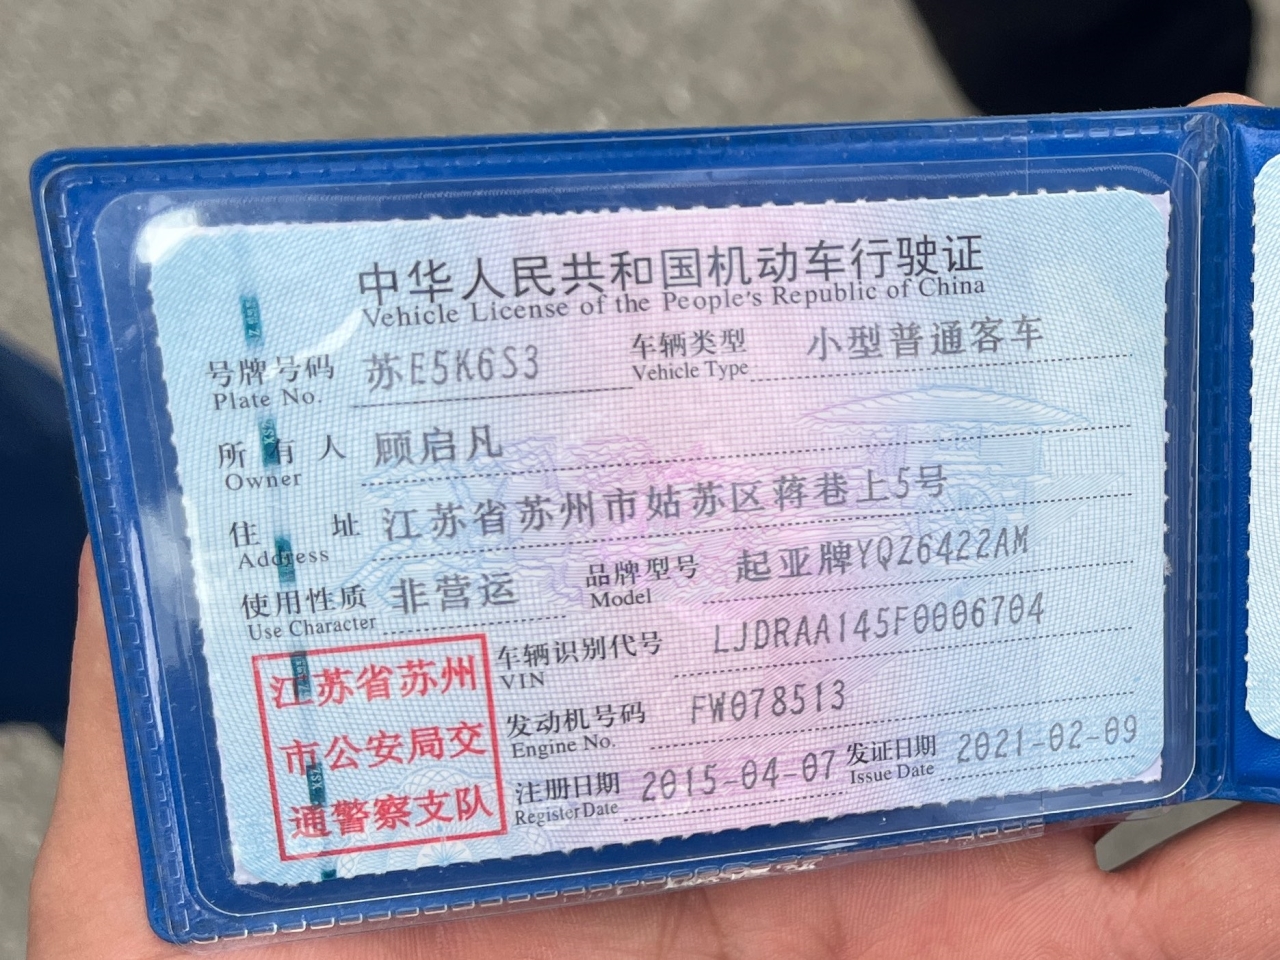 中华人民共和国机动车行驶证
Vehicle License of the People's Republic of China
号牌号码 苏E5K6S3 车辆类型 小型普通客车
Plate No. Vehicle Type
所有人 顾启凡
Owner
住址 江苏省苏州市姑苏区蒋巷上5号
Address
使用性质 非营运 品牌型号 起亚牌YQZ6422AM
Use Character Model
车辆识别代号 LJDRAA145F0006704
VIN
发动机号码 FW078513
Engine No.
注册日期 2015-04-07 发证日期 2021-02-09
Register Date Issue Date
江苏省苏州
市公安局交
通警察支队